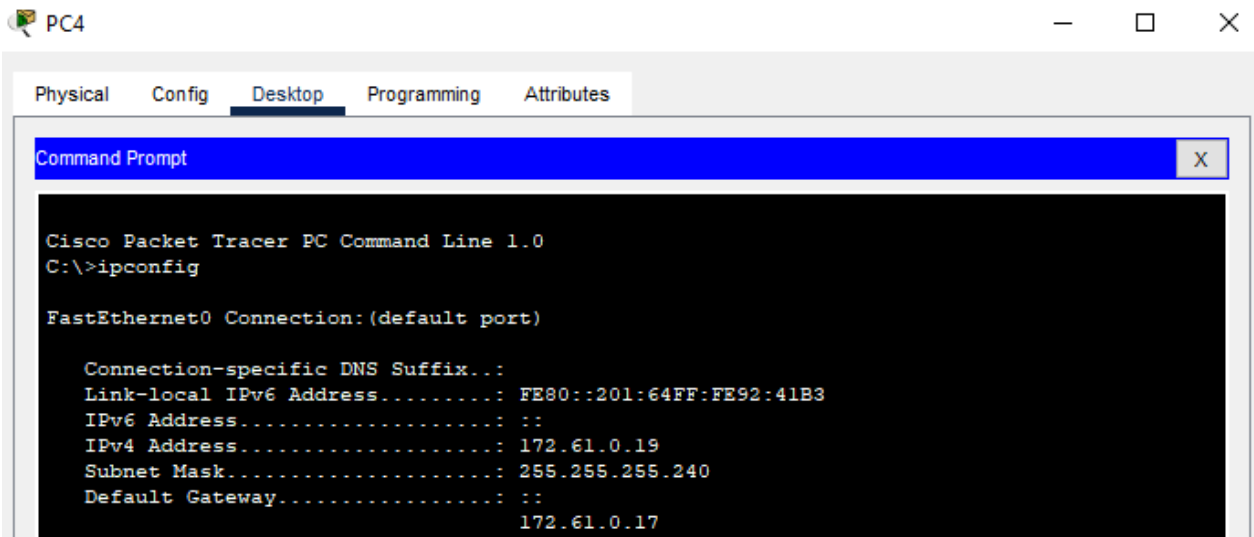 PC4
Physical Config Desktop Programming Attributes
Command Prompt
X
Cisco Packet Tracer PC Command Line 1.0
C:\>ipconfig
FastEthernet0 Connection:(default port)
Connection-specific DNS Suffix..:
Link-local IPv6 Address.........: FE80::201:64FF:FE92:41B3
IPv6 Address....................: ::
IPv4 Address....................: 172.61.0.19
Subnet Mask.....................: 255.255.255.240
Default Gateway.................: ::
172.61.0.17